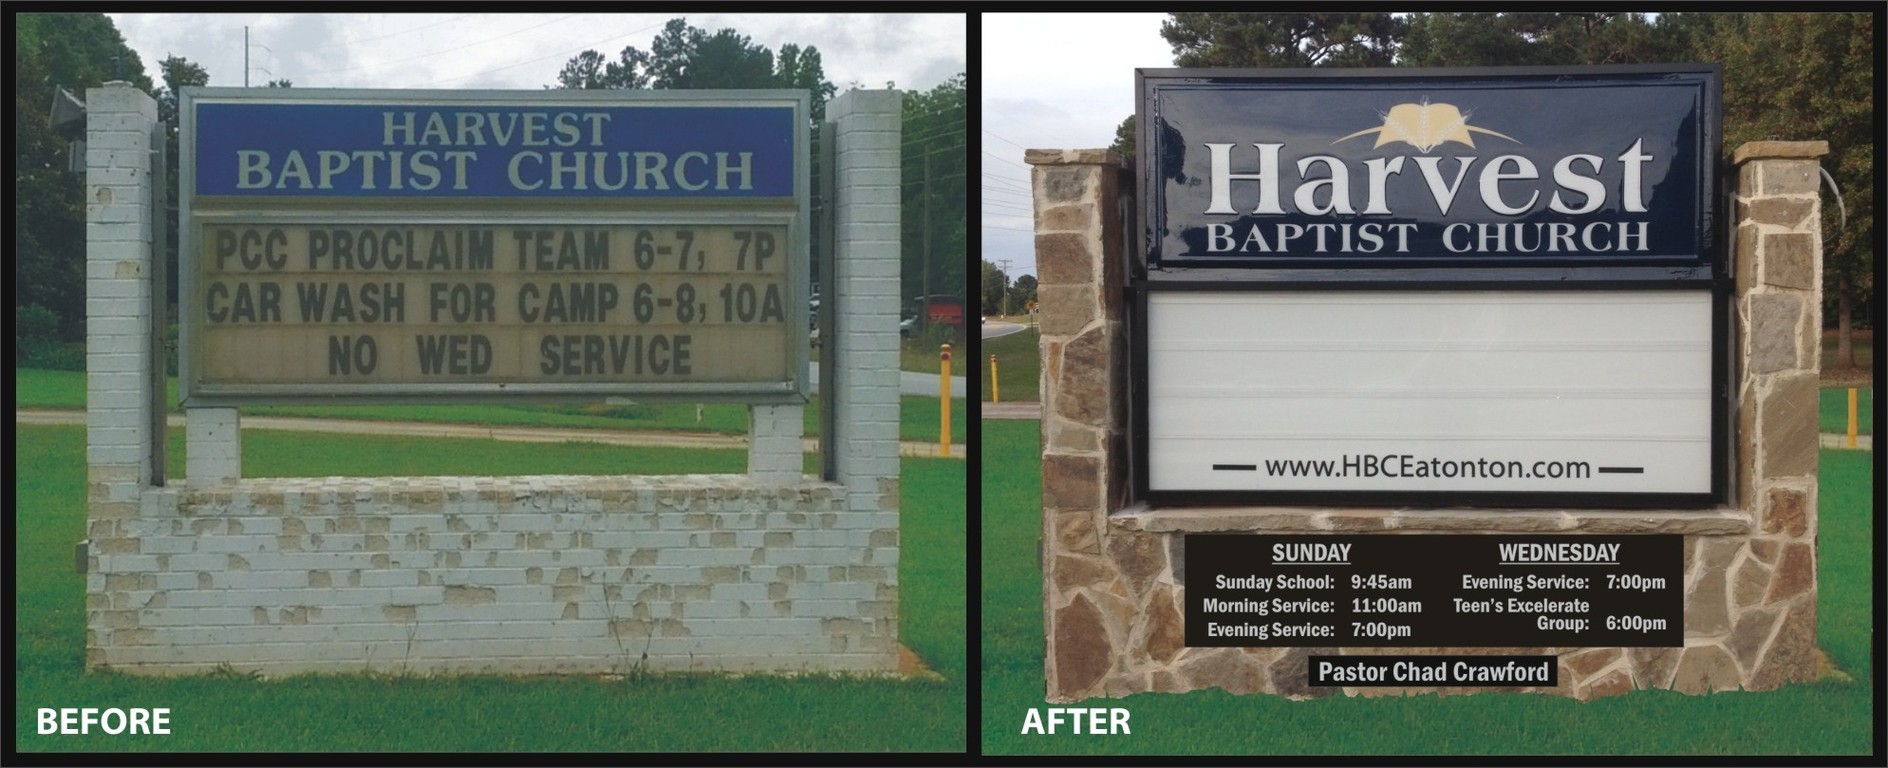 HARVEST
BAPTIST CHURCH
PCC PROCLAIM TEAM 6-7, 7P
CAR WASH FOR CAMP 6-8, 10A
NO WED SERVICE
BEFORE
Harvest
BAPTIST CHURCH
www.HBCEatonton.com
SUNDAY
Sunday School: 9:45am
Morning Service: 11:00am
Evening Service: 7:00pm
WEDNESDAY
Evening Service: 7:00pm
Teen's Excelerate
Group: 6:00pm
Pastor Chad Crawford
AFTER